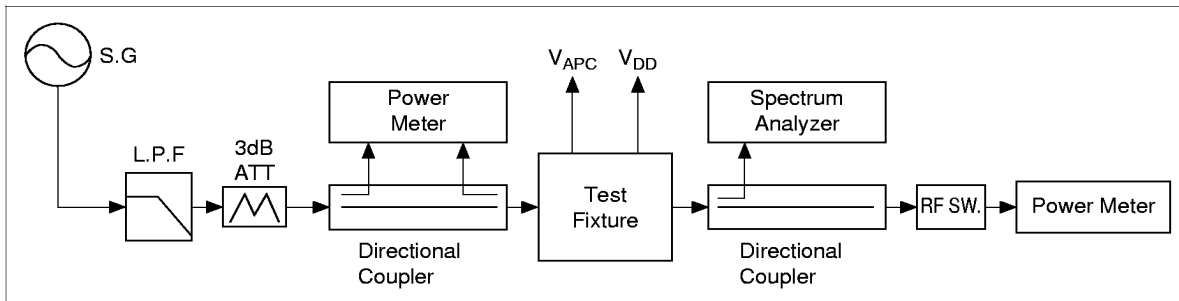 S.G
L.P.F
3dB
ATT
Power
Meter
Directional
Coupler
V_APC
V_DD
Test
Fixture
Spectrum
Analyzer
Directional
Coupler
RF SW.
Power Meter